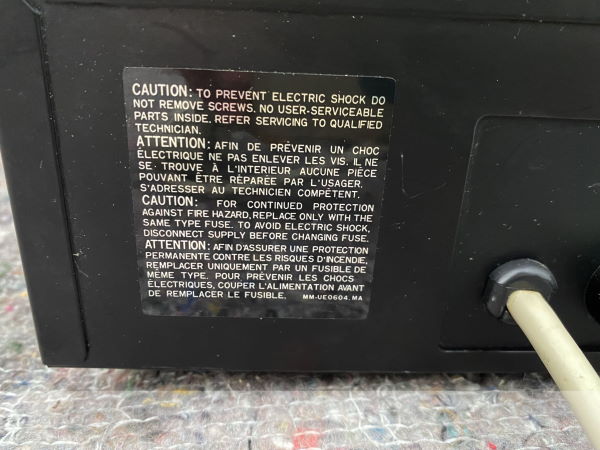 CAUTION: TO PREVENT ELECTRIC SHOCK DO
NOT REMOVE SCREWS. NO USER-SERVICEABLE
PARTS INSIDE. REFER SERVICING TO QUALIFIED
TECHNICIAN.
ATTENTION: AFIN DE PRÉVENIR UN CHOC
ÉLECTRIQUE NE PAS ENLEVER LES VIS. IL NE
SE· TROUVE À L'INTERIEUR AUCUNE PIÈCE
POUVANT ÊTRE RÉPARÉE PAR L'USAGER,
S'ADRESSER AU TECHNICIEN COMPÉTENT.
CAUTION: FOR CONTINUED PROTECTION
AGAINST FIRE HAZARD, REPLACE ONLY WITH THE
SAME TYPE FUSE. TO AVOID ELECTRIC SHOCK,
DISCONNECT SUPPLY BEFORE CHANGING FUSE.
ATTENTION: AFIN D'ASSURER UNE PROTECTION
PERMANENTE CONTRE LES RISQUES D'INCENDIE,
REMPLACER UNIQUEMENT PAR UN FUSIBLE DE
MÊME TYPE. POUR PRÉVENIR LES CHOCS
ÉLECTRIQUES, COUPER L'ALIMENTATION AVANT
DE REMPLACER LE FUSIBLE. MM-UE0604.MA